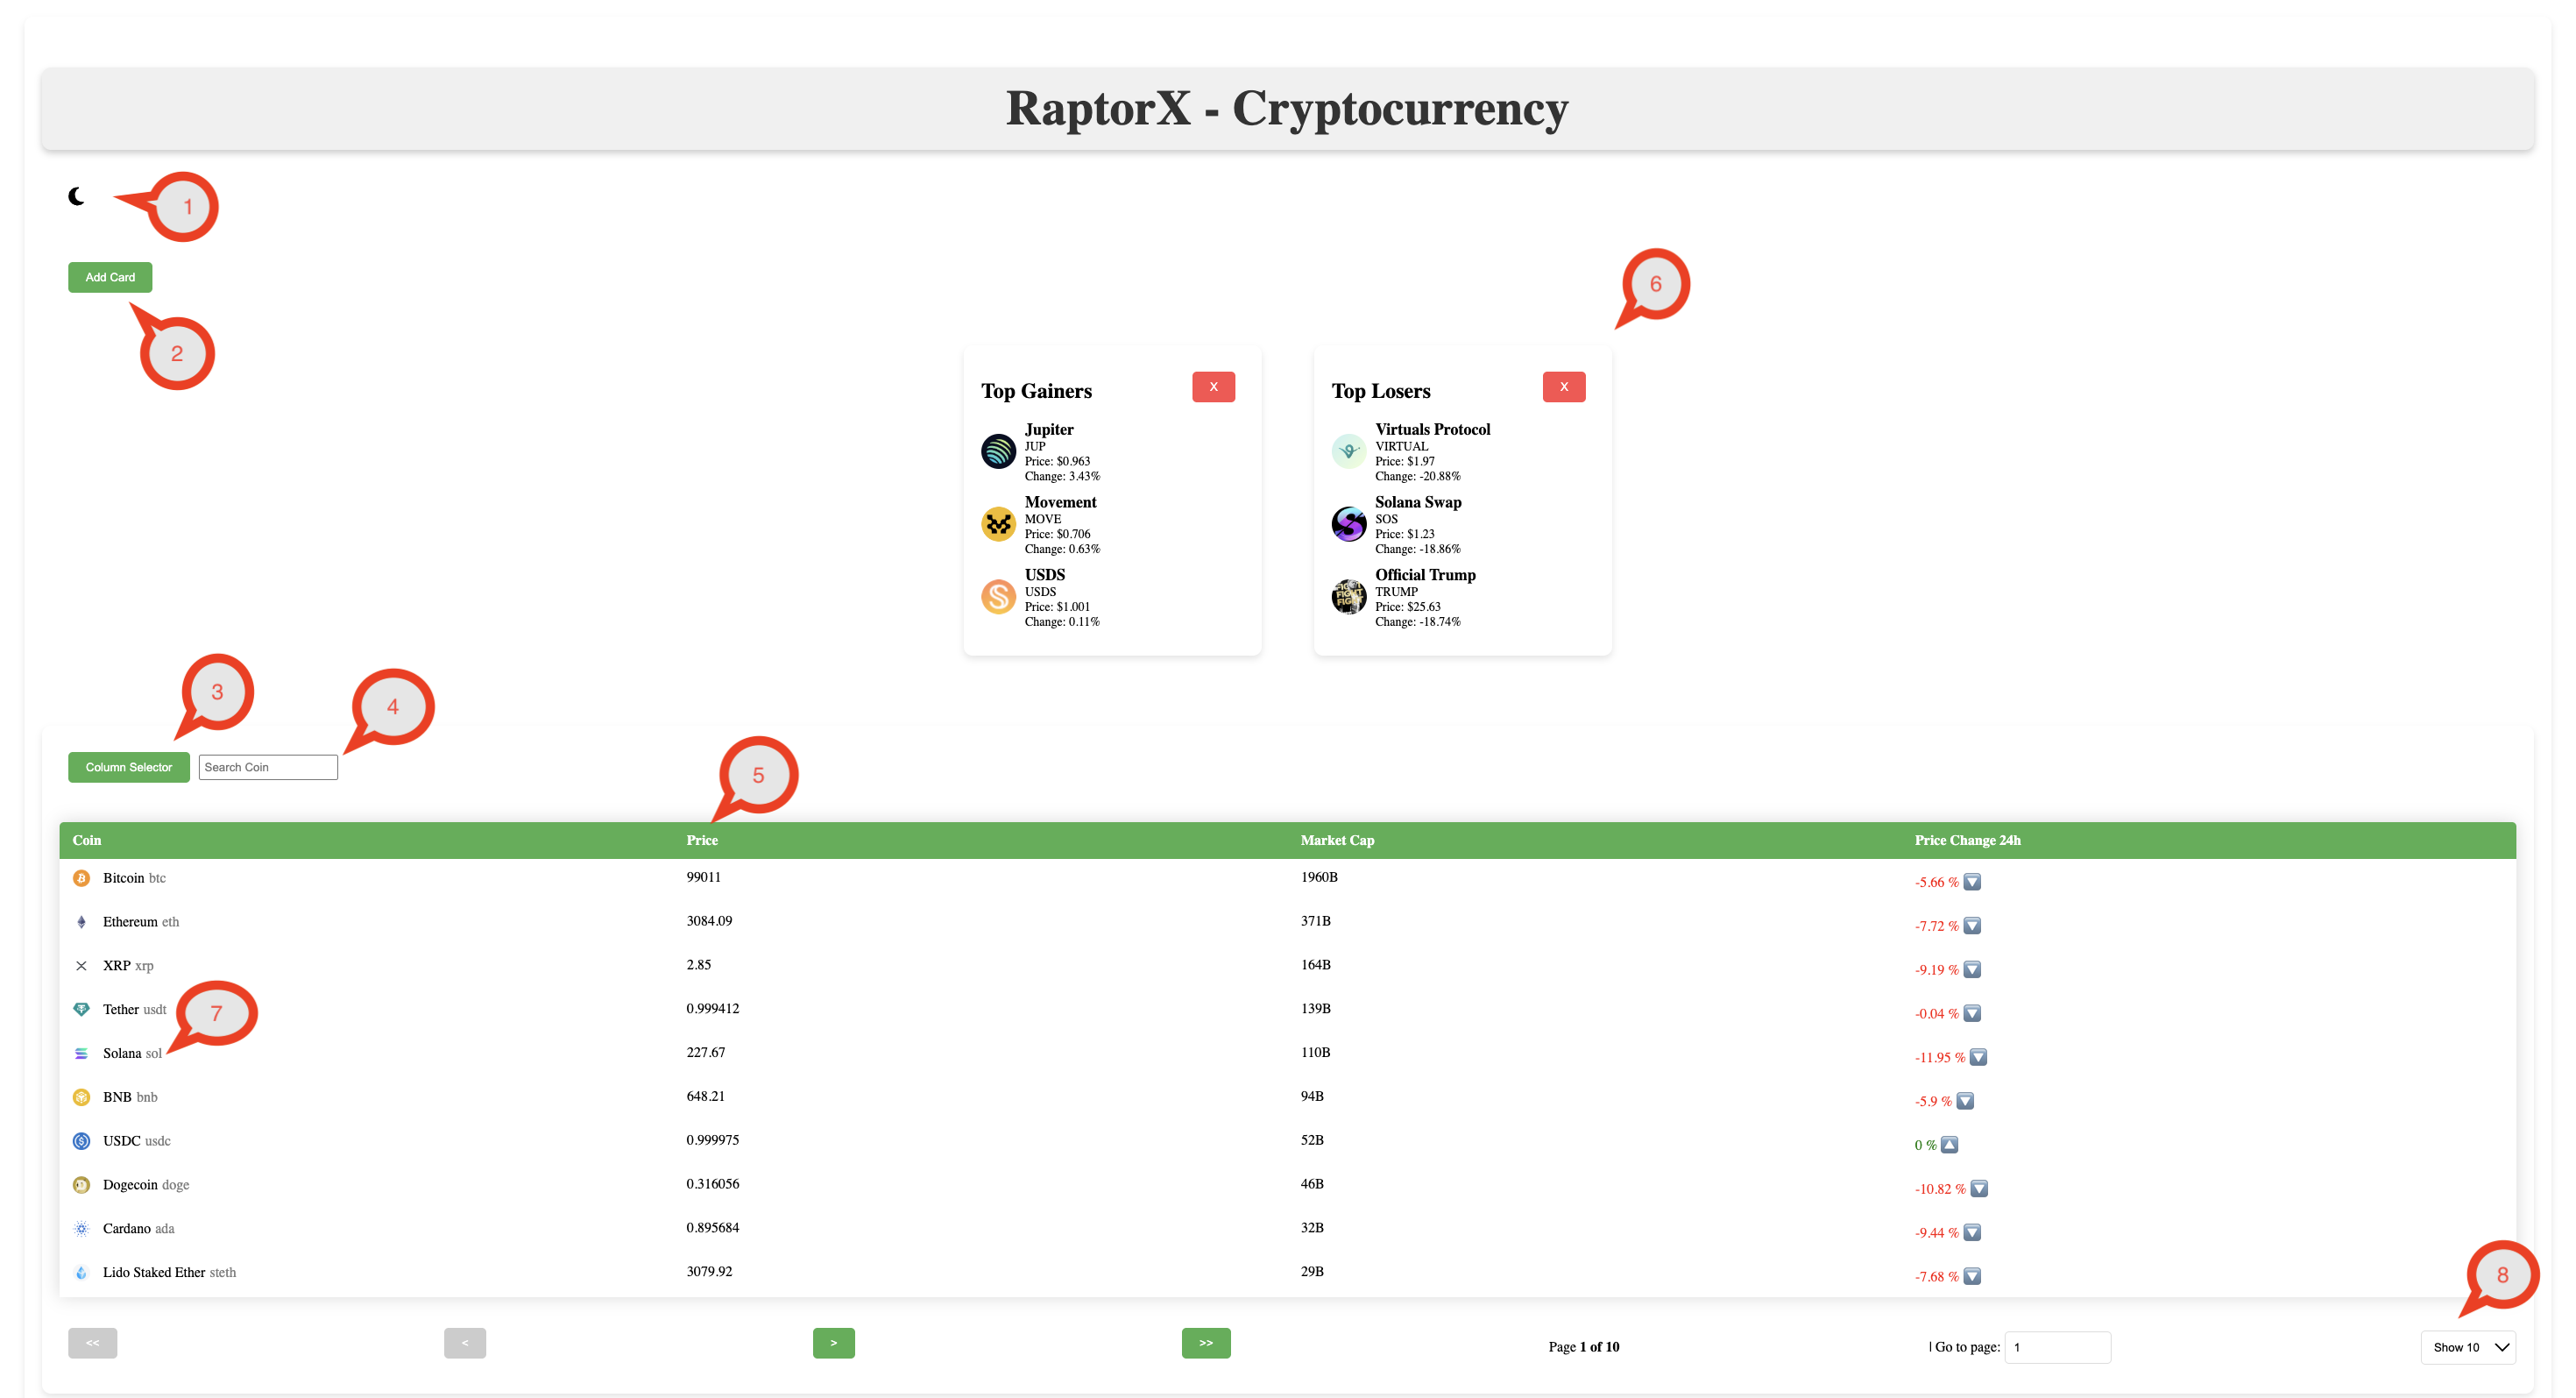 RaptorX - Cryptocurrency
1
Add Card
2
6
Top Gainers X
Jupiter
JUP
Price: $0.963
Change: 3.43%
Movement
MOVE
Price: $0.706
Change: 0.63%
USDS
USDS
Price: $1.001
Change: 0.11%
Top Losers X
Virtuals Protocol
VIRTUAL
Price: $1.97
Change: -20.88%
Solana Swap
SOS
Price: $1.23
Change: -18.86%
FIGHT
FIGHT
FIGHT
Official Trump
TRUMP
Price: $25.63
Change: -18.74%
3
4
Column Selector Search Coin
5
Coin Price Market Cap Price Change 24h
Bitcoin btc 99011 1960B -5.66 %
Ethereum eth 3084.09 371B -7.72 %
XRP xrp 2.85 164B -9.19 %
Tether usdt 0.999412 139B -0.04 %
7
Solana sol 227.67 110B -11.95 %
BNB bnb 648.21 94B -5.9 %
USDC usdc 0.999975 52B 0 %
Dogecoin doge 0.316056 46B -10.82 %
Cardano ada 0.895684 32B -9.44 %
Lido Staked Ether steth 3079.92 29B -7.68 %
8
<< < > >> Page 1 of 10 | Go to page: 1 Show 10